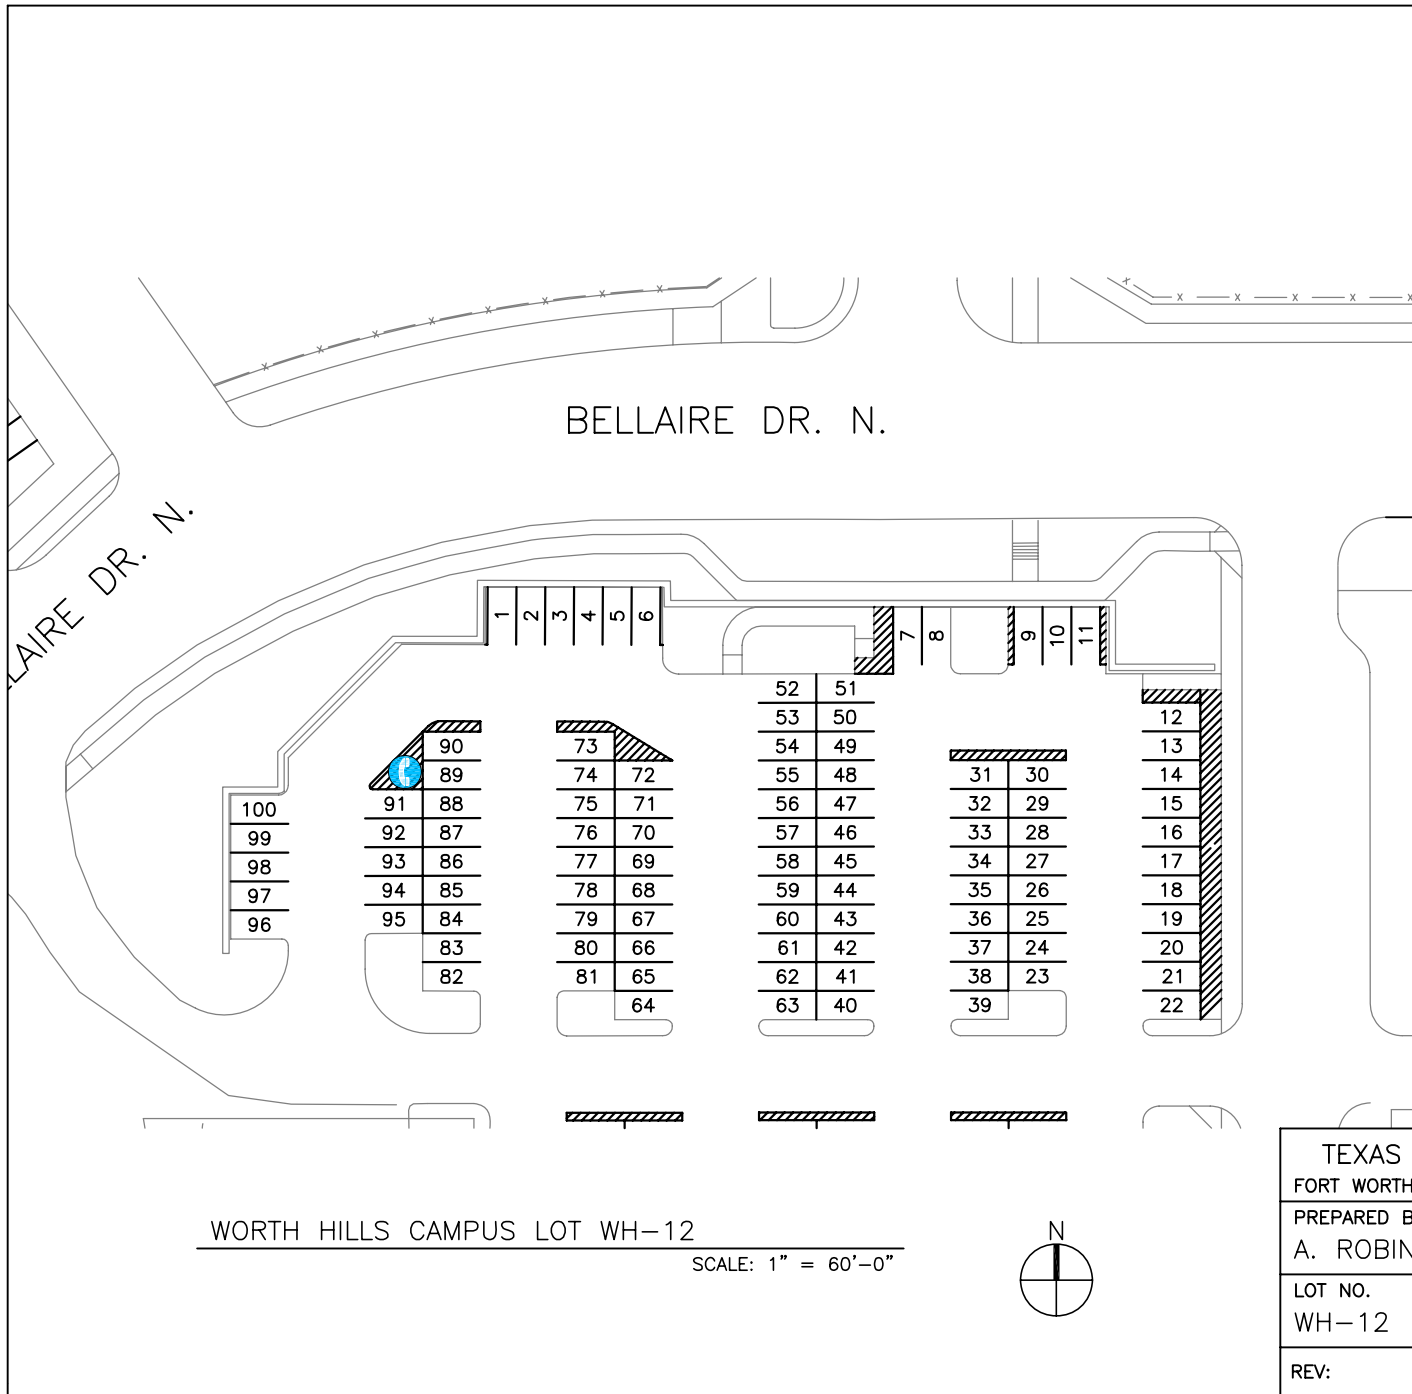 BELLAIRE DR. N.
LAIRE DR. N.
1 2 3 4 5 6 7 8 9 10 11
52 51
53 50 12
90 73 54 49 13
89 74 72 55 48 31 30 14
100 91 88 75 71 56 47 32 29 15
99 92 87 76 70 57 46 33 28 16
98 93 86 77 69 58 45 34 27 17
97 94 85 78 68 59 44 35 26 18
96 95 84 79 67 60 43 36 25 19
83 80 66 61 42 37 24 20
82 81 65 62 41 38 23 21
64 63 40 39 22
WORTH HILLS CAMPUS LOT WH-12
SCALE: 1" = 60'-0"
N
TEXAS
FORT WORTH
PREPARED B
A. ROBIN
LOT NO.
WH-12
REV: